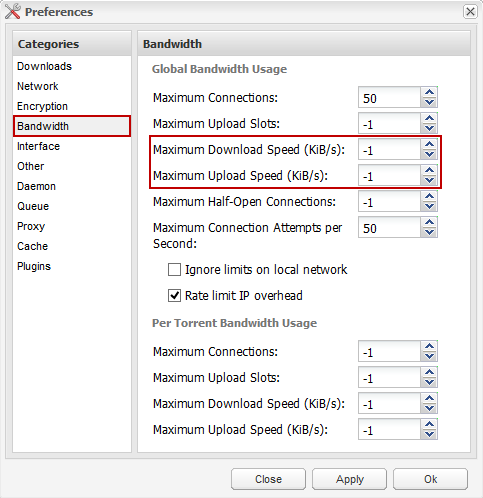 Preferences
Categories
Downloads
Network
Encryption
Bandwidth
Interface
Other
Daemon
Queue
Proxy
Cache
Plugins
Bandwidth
Global Bandwidth Usage
Maximum Connections: 50
Maximum Upload Slots: -1
Maximum Download Speed (KiB/s): -1
Maximum Upload Speed (KiB/s): -1
Maximum Half-Open Connections: -1
Maximum Connection Attempts per
Second: 50
Ignore limits on local network
Rate limit IP overhead
Per Torrent Bandwidth Usage
Maximum Connections: -1
Maximum Upload Slots: -1
Maximum Download Speed (KiB/s): -1
Maximum Upload Speed (KiB/s): -1
Close Apply Ok